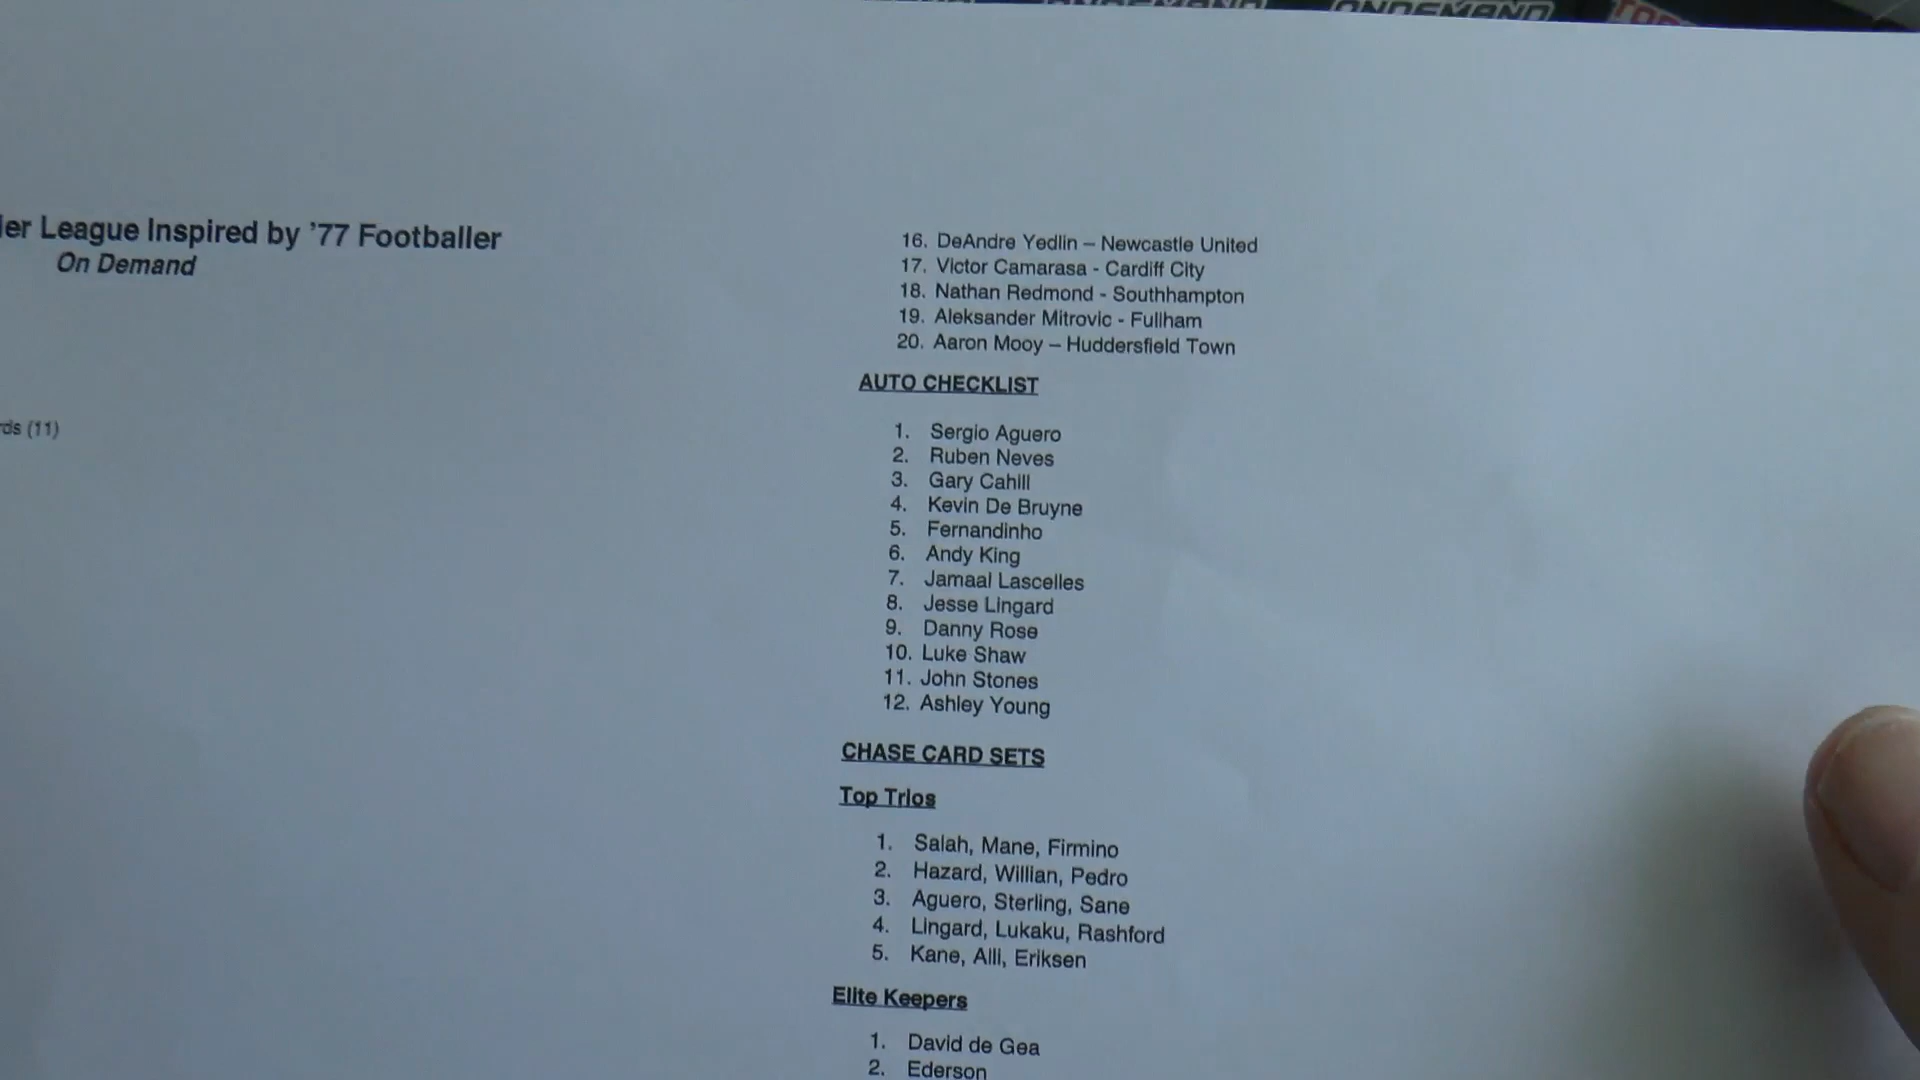 ONDEMAND
League Inspired by '77 Footballer
On Demand
(11)
16. DeAndre Yedlin – Newcastle United
17. Victor Camarasa - Cardiff City
18. Nathan Redmond - Southhampton
19. Aleksander Mitrovic - Fullham
20. Aaron Mooy – Huddersfield Town
AUTO CHECKLIST
1. Sergio Aguero
2. Ruben Neves
3. Gary Cahill
4. Kevin De Bruyne
5. Fernandinho
6. Andy King
7. Jamaal Lascelles
8. Jesse Lingard
9. Danny Rose
10. Luke Shaw
11. John Stones
12. Ashley Young
CHASE CARD SETS
Top Trios
1. Salah, Mane, Firmino
2. Hazard, Willian, Pedro
3. Aguero, Sterling, Sane
4. Lingard, Lukaku, Rashford
5. Kane, Alli, Eriksen
Elite Keepers
1. David de Gea
2. Ederson